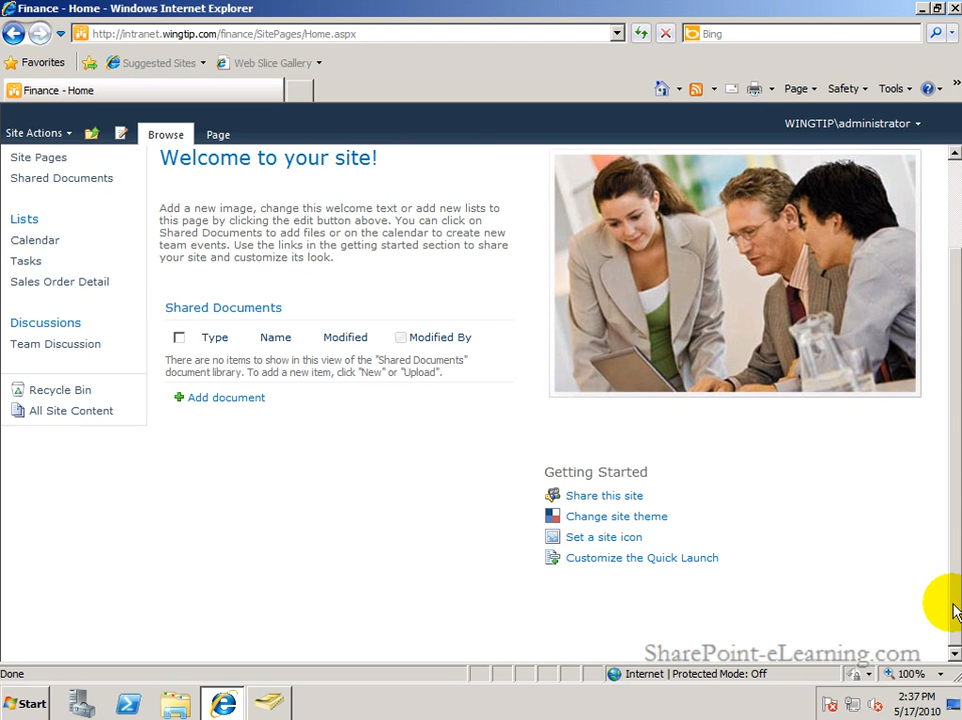 Finance - Home - Windows Internet Explorer
http://intranet.wingtip.com/finance/SitePages/Home.aspx
Bing
Favorites
Suggested Sites
Web Slice Gallery
Finance - Home
Page
Safety
Tools
»
Site Actions
Browse
Page
WINGTIP\administrator
Site Pages
Shared Documents
Lists
Calendar
Tasks
Sales Order Detail
Discussions
Team Discussion
Recycle Bin
All Site Content
Welcome to your site!
Add a new image, change this welcome text or add new lists to
this page by clicking the edit button above. You can click on
Shared Documents to add files or on the calendar to create new
team events. Use the links in the getting started section to share
your site and customize its look.
Shared Documents
Type Name Modified Modified By
There are no items to show in this view of the "Shared Documents"
document library. To add a new item, click "New" or "Upload".
Add document
Getting Started
Share this site
Change site theme
Set a site icon
Customize the Quick Launch
SharePoint-eLearning.com
Done
Internet | Protected Mode: Off
100%
Start
2:37 PM
5/17/2010